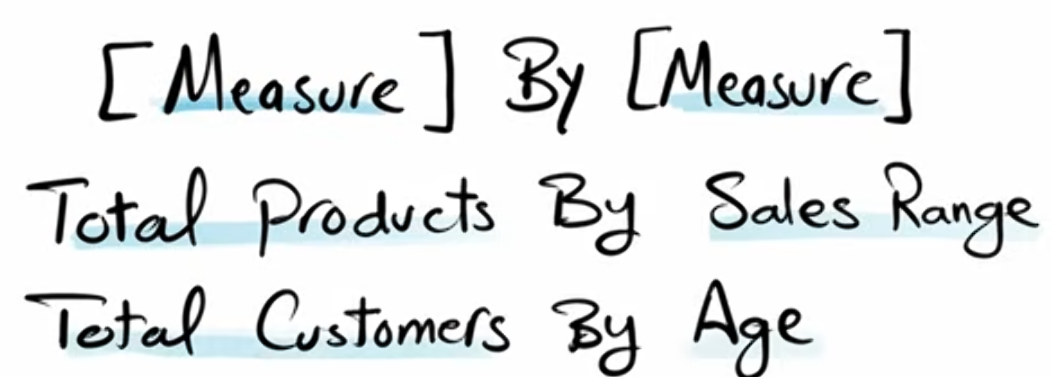 [Measure] By [Measure]
Total Products By Sales Range
Total Customers By Age